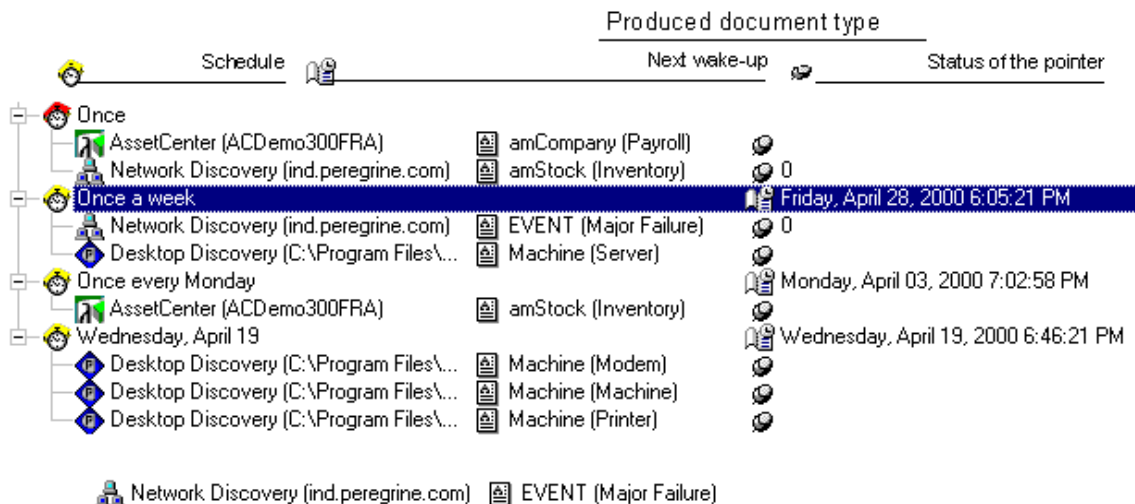 Produced document type
Schedule Next wake-up Status of the pointer
Once
AssetCenter (ACDemo300FRA) amCompany (Payroll)
Network Discovery (ind.peregrine.com) amStock (Inventory) 0
Once a week Friday, April 28, 2000 6:05:21 PM
Network Discovery (ind.peregrine.com) EVENT (Major Failure) 0
Desktop Discovery (C:\Program Files\... Machine (Server)
Once every Monday Monday, April 03, 2000 7:02:58 PM
AssetCenter (ACDemo300FRA) amStock (Inventory)
Wednesday, April 19 Wednesday, April 19, 2000 6:46:21 PM
Desktop Discovery (C:\Program Files\... Machine (Modem)
Desktop Discovery (C:\Program Files\... Machine (Machine)
Desktop Discovery (C:\Program Files\... Machine (Printer)
Network Discovery (ind.peregrine.com) EVENT (Major Failure)